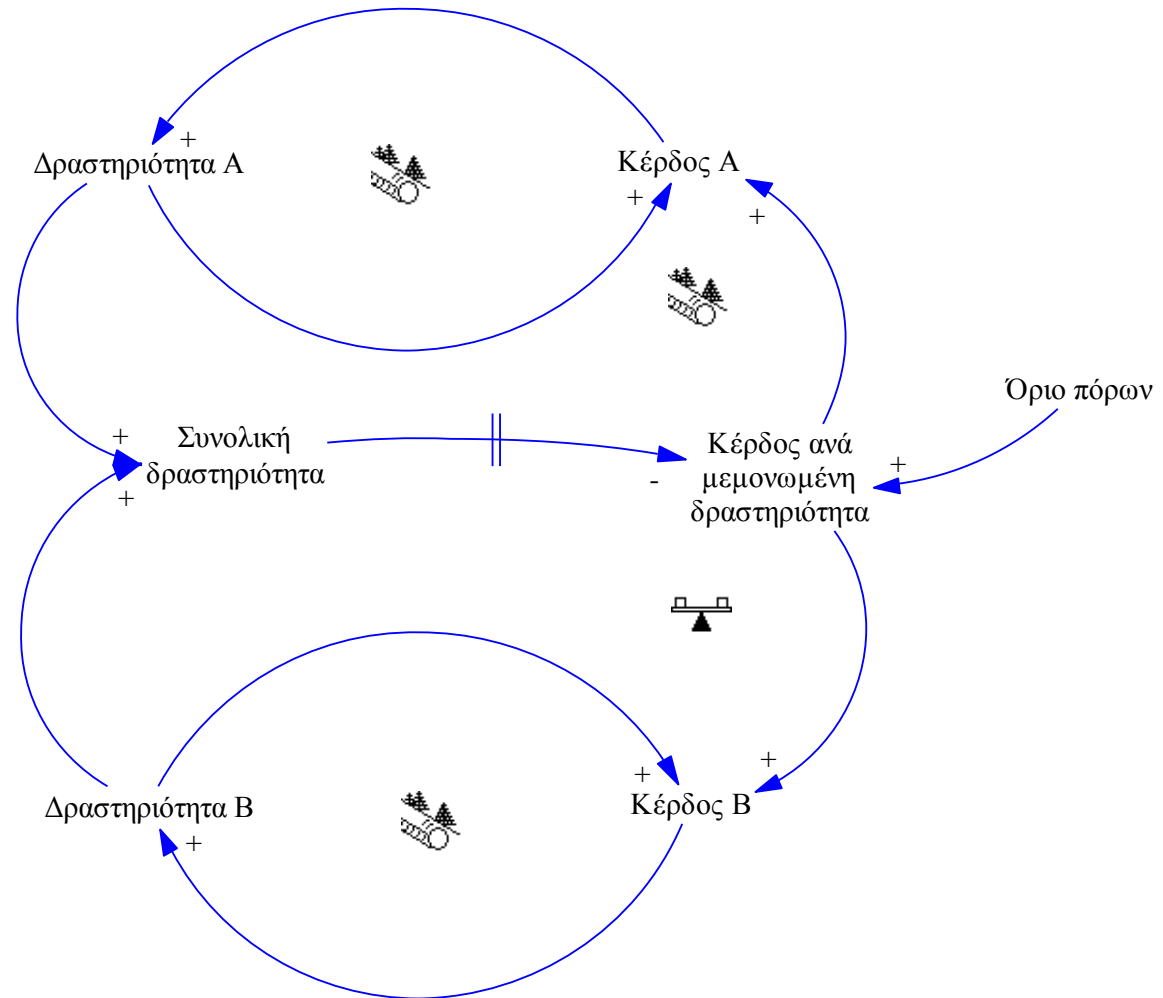 +
Δραστηριότητα Α
Κέρδος Α
+
+
Όριο πόρων
+
Συνολική
δραστηριότητα
+
-
Κέρδος ανά
μεμονωμένη
δραστηριότητα
+
+
+
Κέρδος Β
Δραστηριότητα Β
+